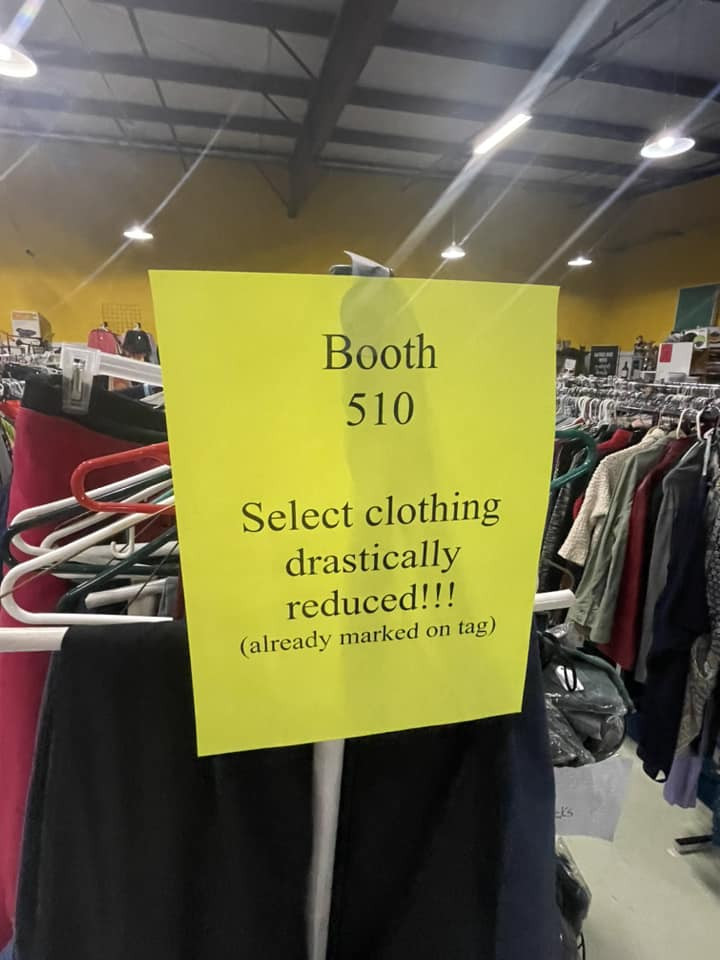 Booth
510
Select clothing
drastically
reduced!!!
(already marked on tag)